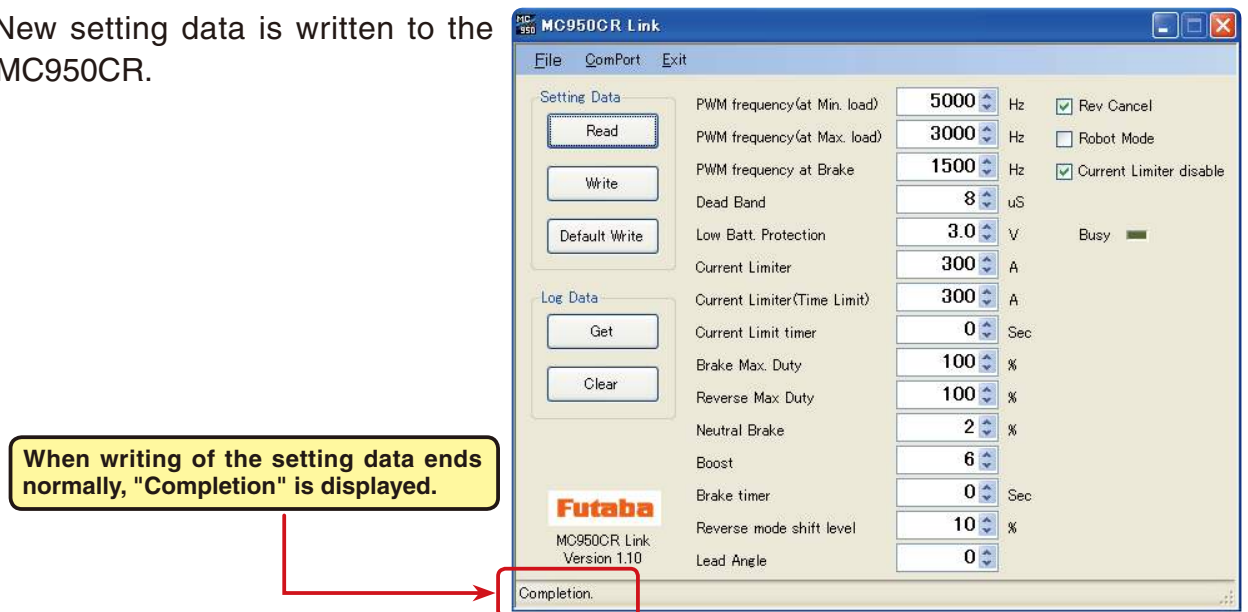 New setting data is written to the
MC950CR.
When writing of the setting data ends
normally, "Completion" is displayed.
MC
950
MC950CR Link
File ComPort Exit
Setting Data
Read
Write
Default Write
Log Data
Get
Clear
Futaba
MC950CR Link
Version 1.10
PWM frequency(at Min. load) 5000 Hz
PWM frequency(at Max. load) 3000 Hz
PWM frequency at Brake 1500 Hz
Dead Band 8 uS
Low Batt. Protection 3.0 V
Current Limiter 300 A
Current Limiter(Time Limit) 300 A
Current Limit timer 0 Sec
Brake Max. Duty 100 %
Reverse Max Duty 100 %
Neutral Brake 2 %
Boost 6
Brake timer 0 Sec
Reverse mode shift level 10 %
Lead Angle 0
Rev Cancel
Robot Mode
Current Limiter disable
Busy
Completion.